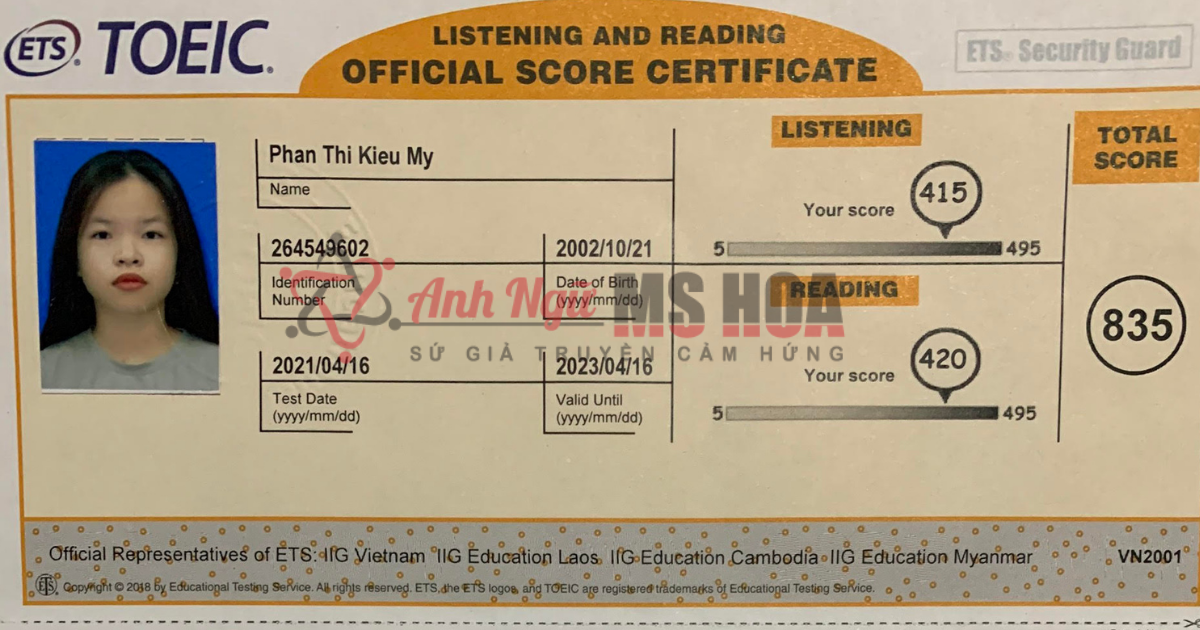 ETS® TOEIC®
LISTENING AND READING
OFFICIAL SCORE CERTIFICATE
ETS® Security Guard
Phan Thi Kieu My
Name
264549602
Identification
Number
2002/10/21
Date of Birth
(yyyy/mm/dd)
2021/04/16
Test Date
(yyyy/mm/dd)
2023/04/16
Valid Until
(yyyy/mm/dd)
LISTENING
Your score 415
5 495
READING
Your score 420
5 495
TOTAL
SCORE
835
Anh Ngữ MS HOA
SỨ GIẢ TRUYỀN CẢM HỨNG
Official Representatives of ETS: IIG Vietnam IIG Education Laos IIG Education Cambodia IIG Education Myanmar VN2001
ETS® Copyright © 2018 by Educational Testing Service. All rights reserved. ETS, the ETS logos, and TOEIC are registered trademarks of Educational Testing Service.